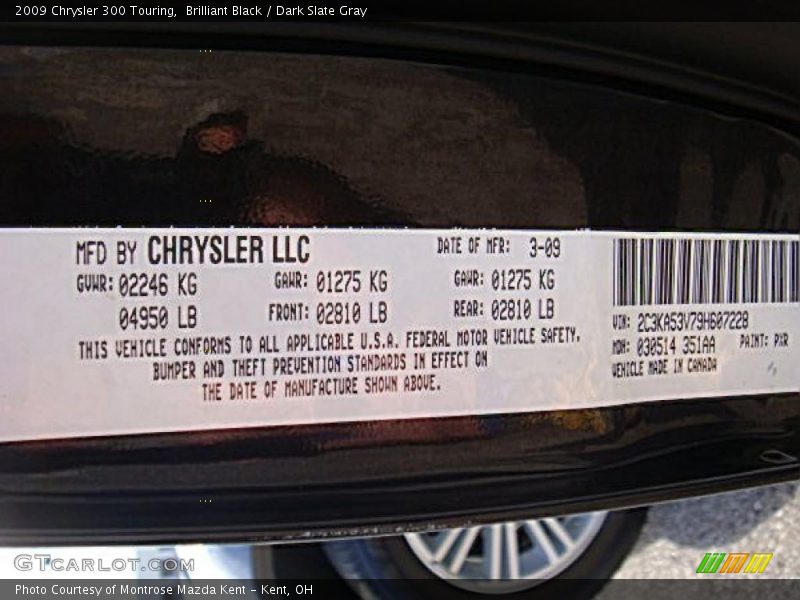 2009 Chrysler 300 Touring, Brilliant Black / Dark Slate Gray
MFD BY CHRYSLER LLC DATE OF MFR: 3-09
GVWR: 02246 KG GAWR: 01275 KG GAWR: 01275 KG
04950 LB FRONT: 02810 LB REAR: 02810 LB
THIS VEHICLE CONFORMS TO ALL APPLICABLE U.S.A. FEDERAL MOTOR VEHICLE SAFETY,
BUMPER AND THEFT PREVENTION STANDARDS IN EFFECT ON
THE DATE OF MANUFACTURE SHOWN ABOVE.
VIN: 2C3KA53V79H607228
MDH: 030514 351AA PAINT: PXR
VEHICLE MADE IN CANADA
GTCARLOT.COM
Photo Courtesy of Montrose Mazda Kent - Kent, OH